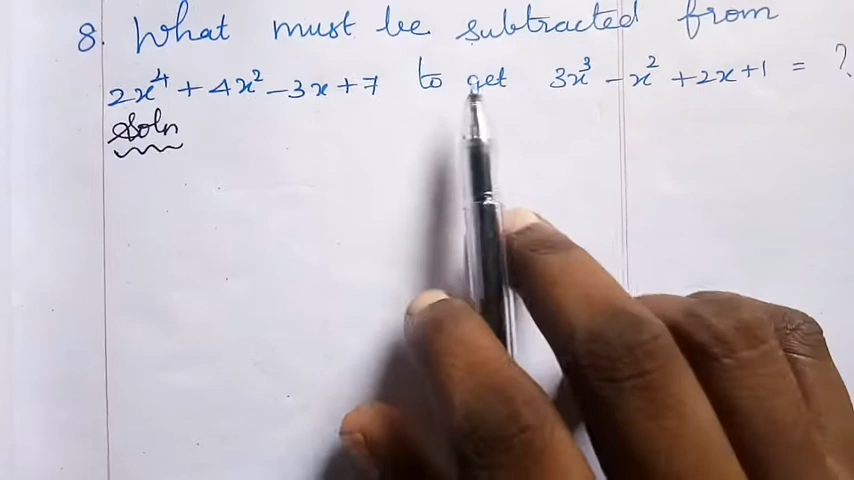 8. What must be subtracted from
2x⁴ + 4x² - 3x + 7 to get 3x³ - x² + 2x + 1 = ?
Soln